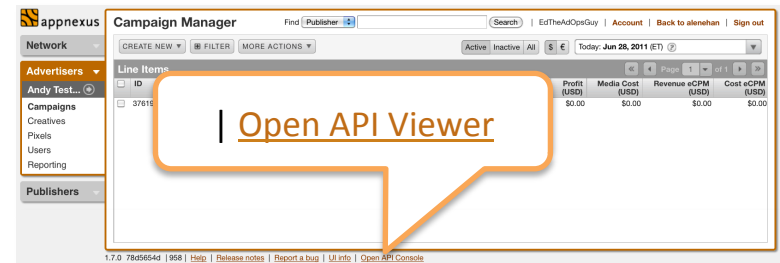 appnexus
Campaign Manager
Find Publisher Search | EdTheAdOpsGuy | Account | Back to alenehan | Sign out
Network
CREATE NEW ▼ FILTER MORE ACTIONS ▼
Active Inactive All $ € Today: Jun 28, 2011 (ET)
Advertisers
Line Items
Page 1 of 1
Andy Test...
ID Profit (USD) Media Cost (USD) Revenue eCPM (USD) Cost eCPM (USD)
37619 $0.00 $0.00 $0.00 $0.00
Campaigns
Creatives
Pixels
Users
Reporting
Publishers
| Open API Viewer
1.7.0 78d5654d | 958 | Help | Release notes | Report a bug | UI info | Open API Console